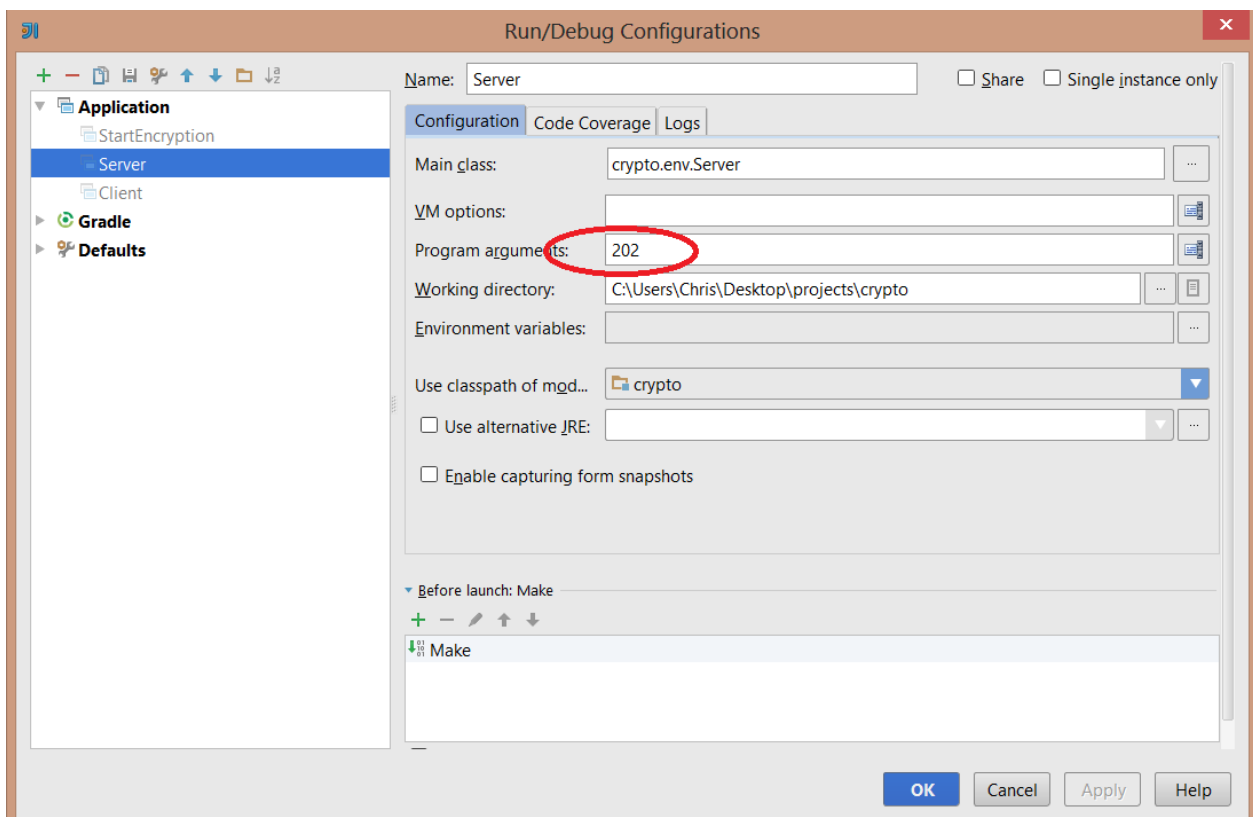 Run/Debug Configurations
Name: Server Share Single instance only
Application
StartEncryption
Server
Client
Gradle
Defaults
Configuration Code Coverage Logs
Main class: crypto.env.Server ...
VM options:
Program arguments: 202
Working directory: C:\Users\Chris\Desktop\projects\crypto ...
Environment variables: ...
Use classpath of mod... crypto
Use alternative JRE: ...
Enable capturing form snapshots
Before launch: Make
Make
OK Cancel Apply Help